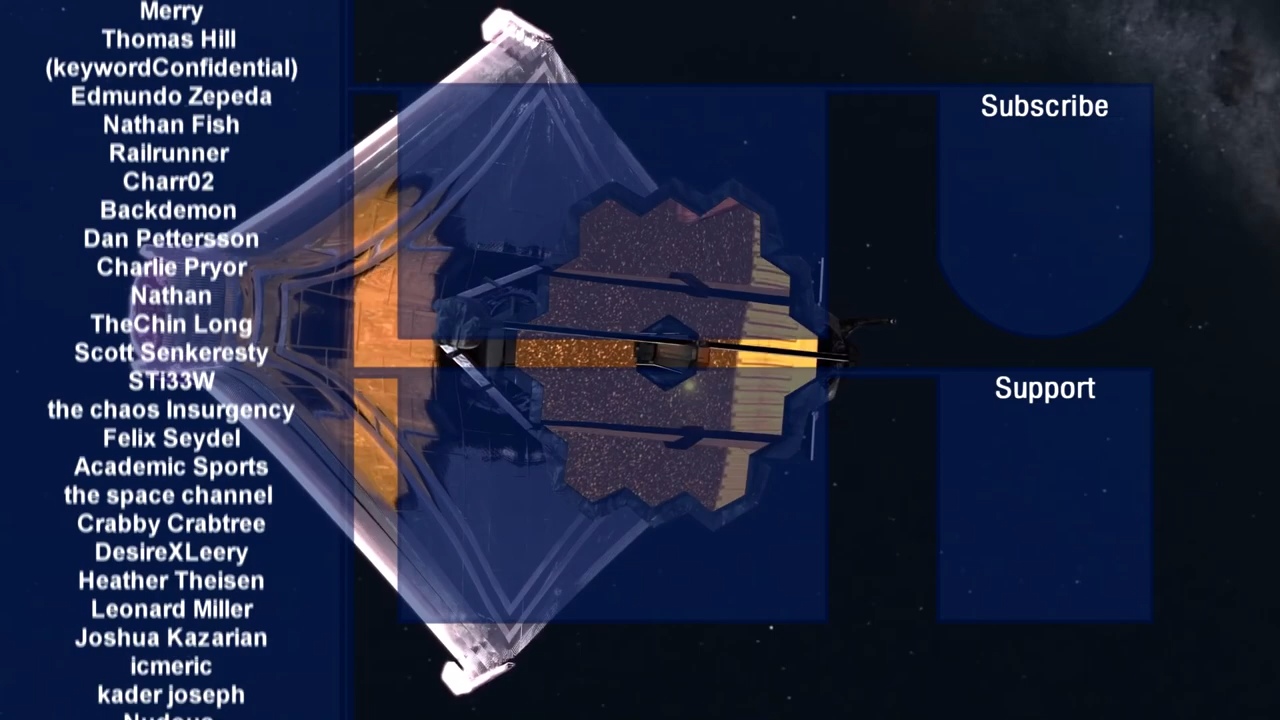 Merry
Thomas Hill
(keywordConfidential)
Edmundo Zepeda
Nathan Fish
Railrunner
Charr02
Backdemon
Dan Pettersson
Charlie Pryor
Nathan
TheChin Long
Scott Senkeresty
STi33W
the chaos Insurgency
Felix Seydel
Academic Sports
the space channel
Crabby Crabtree
DesireXLeery
Heather Theisen
Leonard Miller
Joshua Kazarian
icmeric
kader joseph
Subscribe
Support